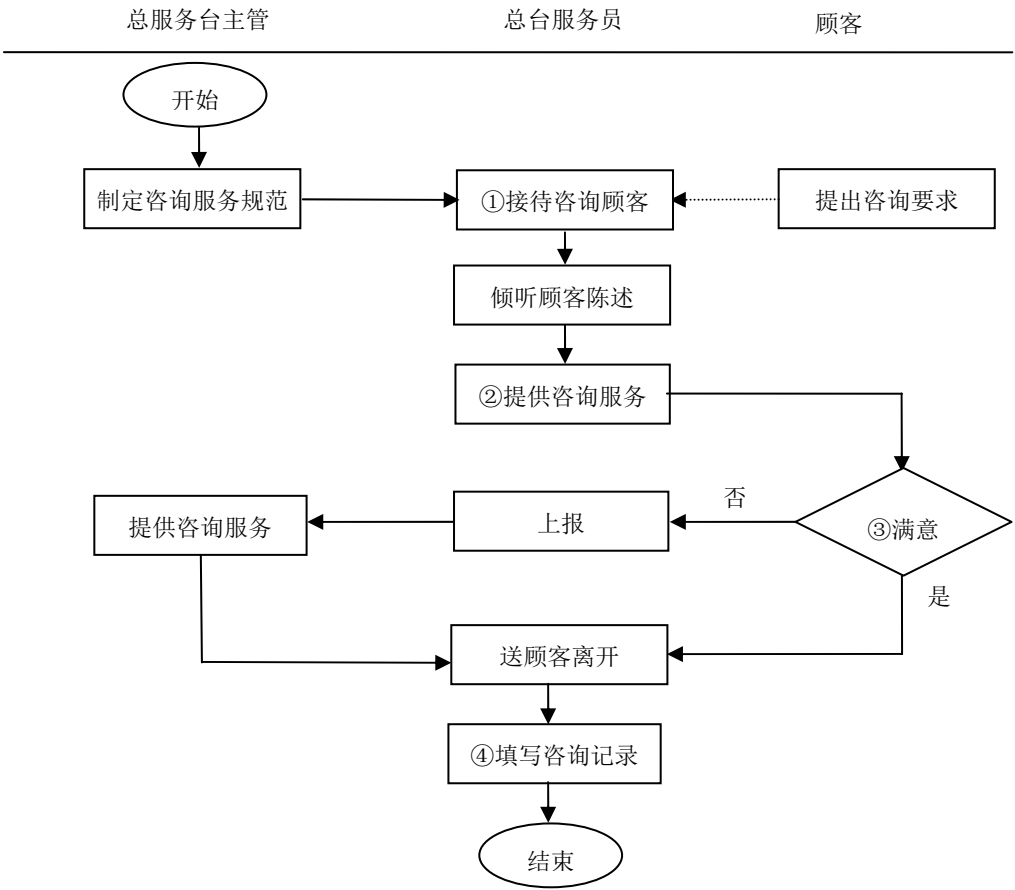 总服务台主管
总台服务员
顾客
开始
制定咨询服务规范
①接待咨询顾客
提出咨询要求
倾听顾客陈述
②提供咨询服务
否
提供咨询服务
上报
③满意
是
送顾客离开
④填写咨询记录
结束